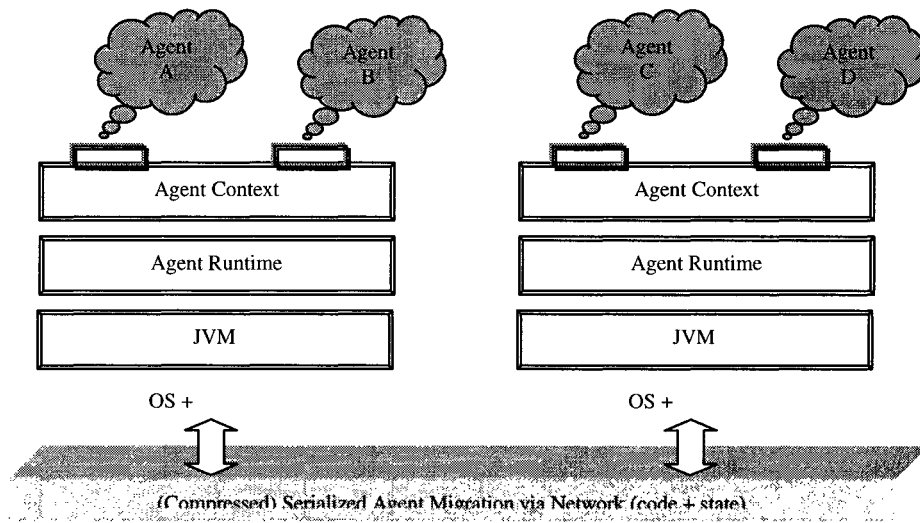 Agent
A
Agent
B
Agent
C
Agent
D
Agent Context
Agent Context
Agent Runtime
Agent Runtime
JVM
JVM
OS +
OS +
(Compressed) Serialized Agent Migration via Network (code + state)